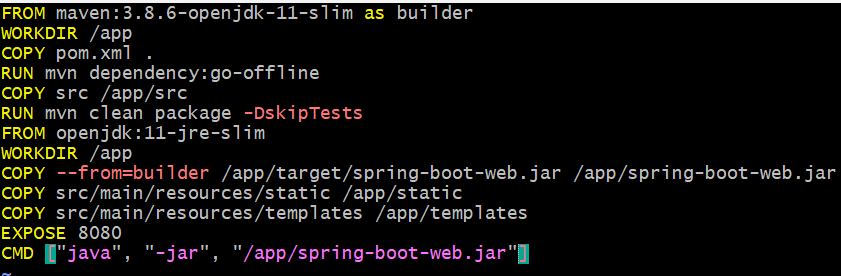 FROM maven:3.8.6-openjdk-11-slim as builder
WORKDIR /app
COPY pom.xml .
RUN mvn dependency:go-offline
COPY src /app/src
RUN mvn clean package -DskipTests
FROM openjdk:11-jre-slim
WORKDIR /app
COPY --from=builder /app/target/spring-boot-web.jar /app/spring-boot-web.jar
COPY src/main/resources/static /app/static
COPY src/main/resources/templates /app/templates
EXPOSE 8080
CMD ["java", "-jar", "/app/spring-boot-web.jar"]
~